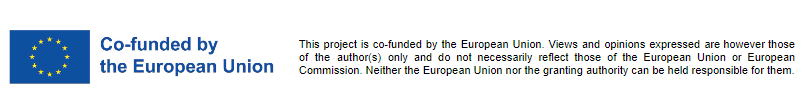 Co-funded by
the European Union
This project is co-funded by the European Union. Views and opinions expressed are however those
of the author(s) only and do not necessarily reflect those of the European Union or European
Commission. Neither the European Union nor the granting authority can be held responsible for them.